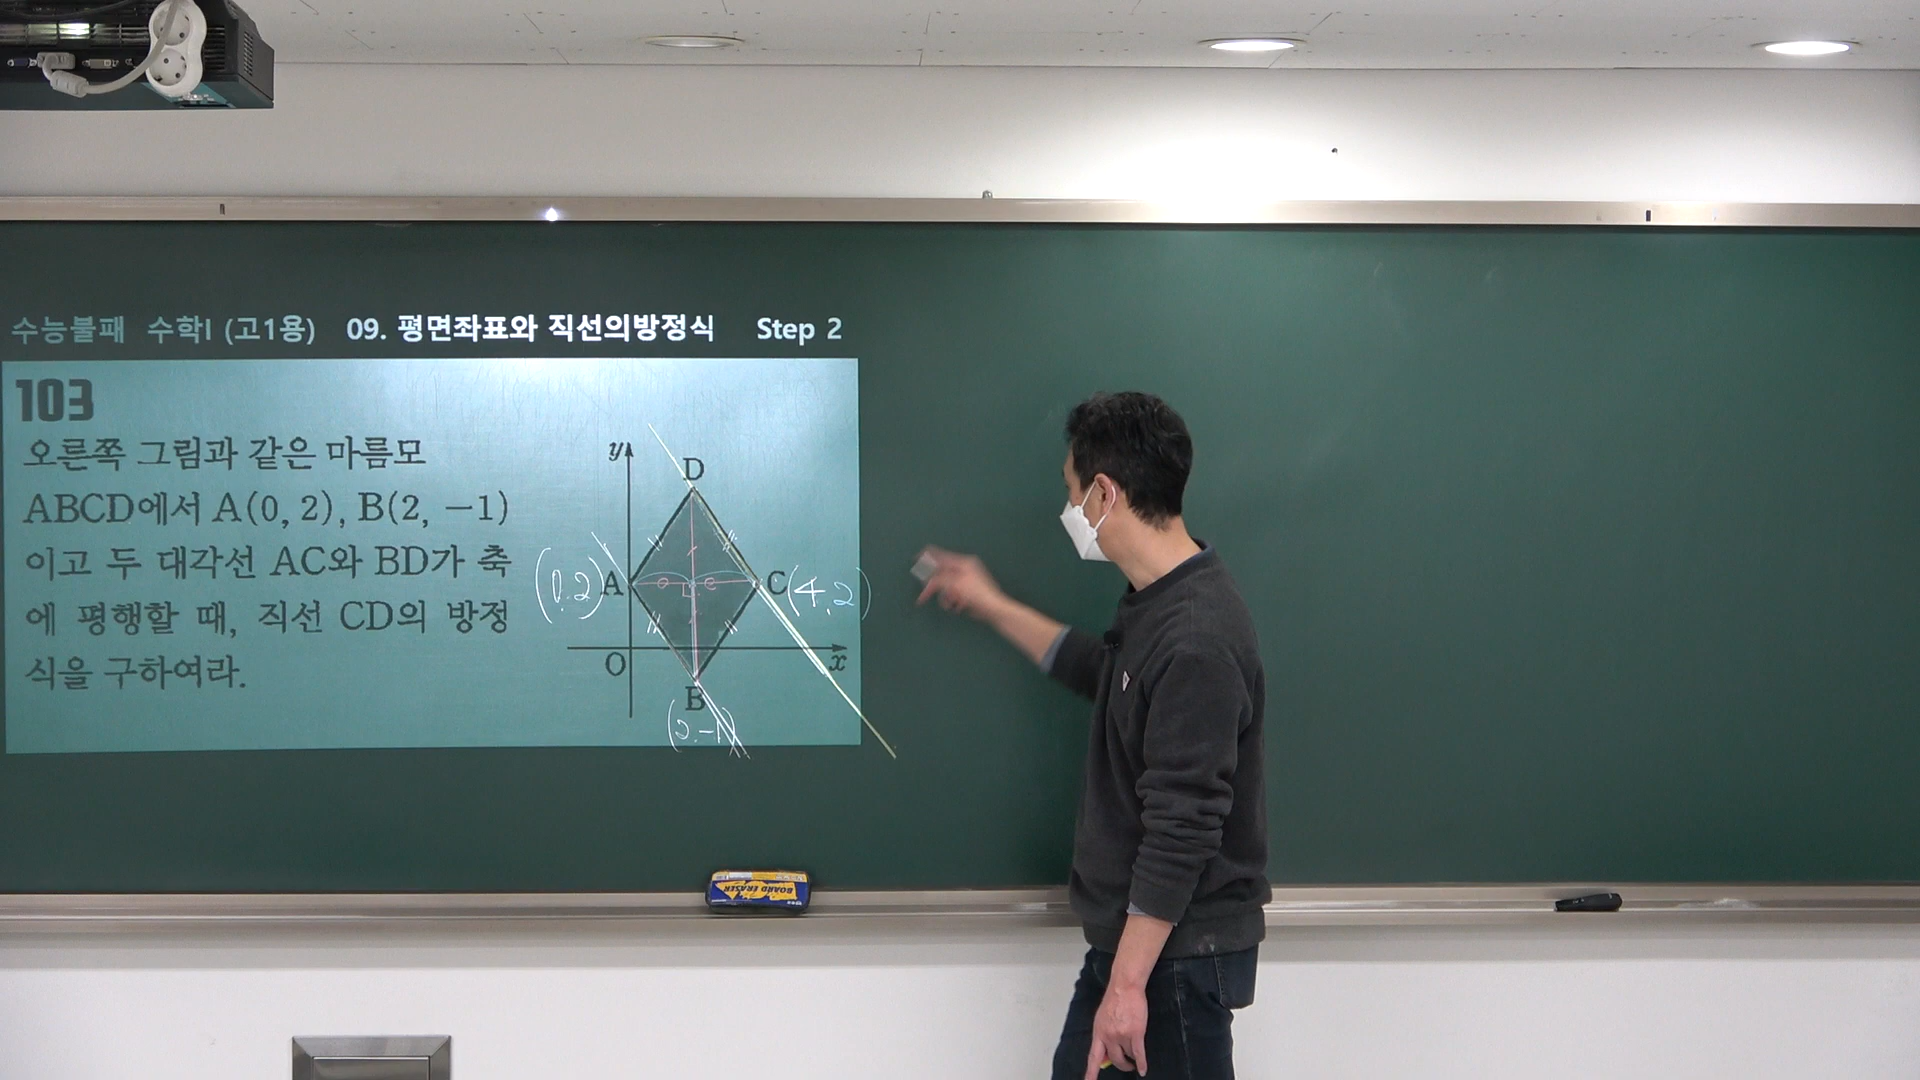 수능불패 수학I (고1용) 09. 평면좌표와 직선의방정식 Step 2
103
오른쪽 그림과 같은 마름모
ABCD에서 A(0, 2), B(2, −1)
이고 두 대각선 AC와 BD가 축
에 평행할 때, 직선 CD의 방정
식을 구하여라.
y
D
(0.2) A C (4,2)
O x
B
(2.-1)
BOARD ERASER